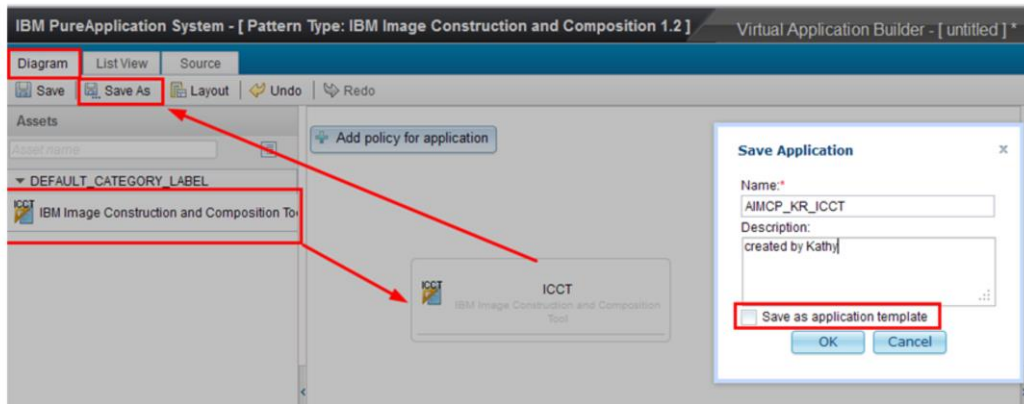 IBM PureApplication System - [ Pattern Type: IBM Image Construction and Composition 1.2 ]
Virtual Application Builder - [ untitled ] *
Diagram
List View
Source
Save
Save As
Layout
Undo
Redo
Assets
Asset name
Add policy for application
DEFAULT_CATEGORY_LABEL
ICCT
IBM Image Construction and Composition Too
ICCT
ICCT
IBM Image Construction and Composition
Tool
Save Application
x
Name:*
AIMCP_KR_ICCT
Description:
created by Kathy
Save as application template
OK
Cancel